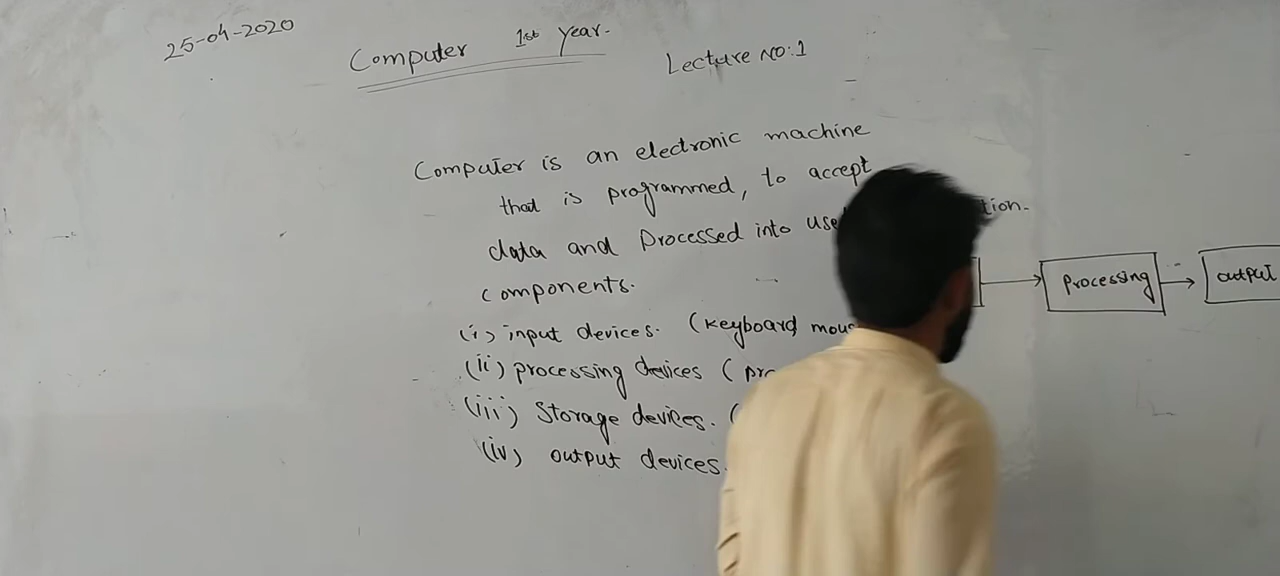 25-04-2020
Computer 1st Year.
Lecture NO:1
Computer is an electronic machine
that is programmed, to accept
data and Processed into use tion.
components.
(i) input devices. (keyboard, mou
(ii) processing devices (pr
(iii) Storage devices. (
(iv) output devices.
Processing
output